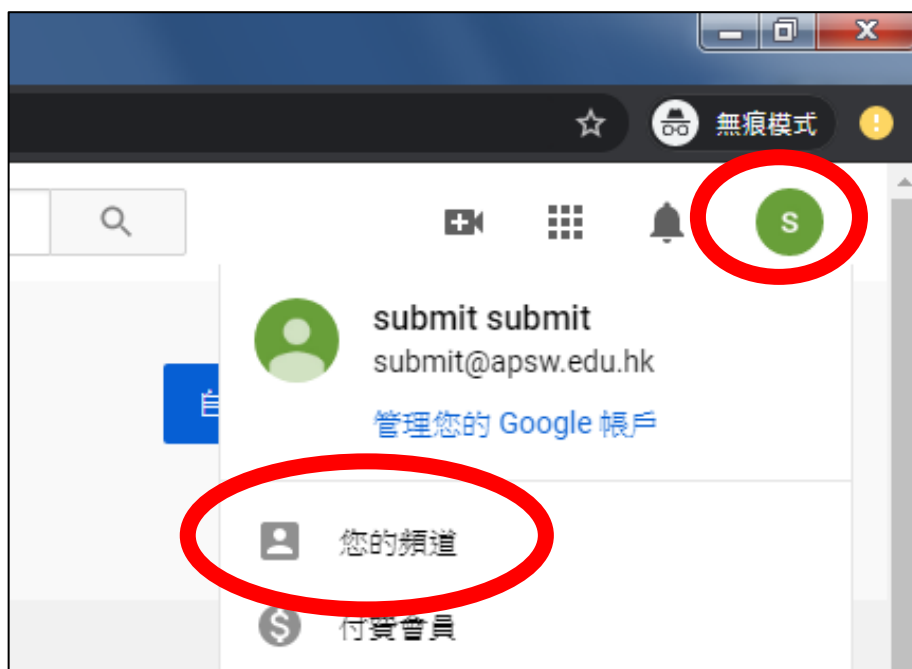 無痕模式
S
submit submit
submit@apsw.edu.hk
管理您的 Google 帳戶
您的頻道
付費會員